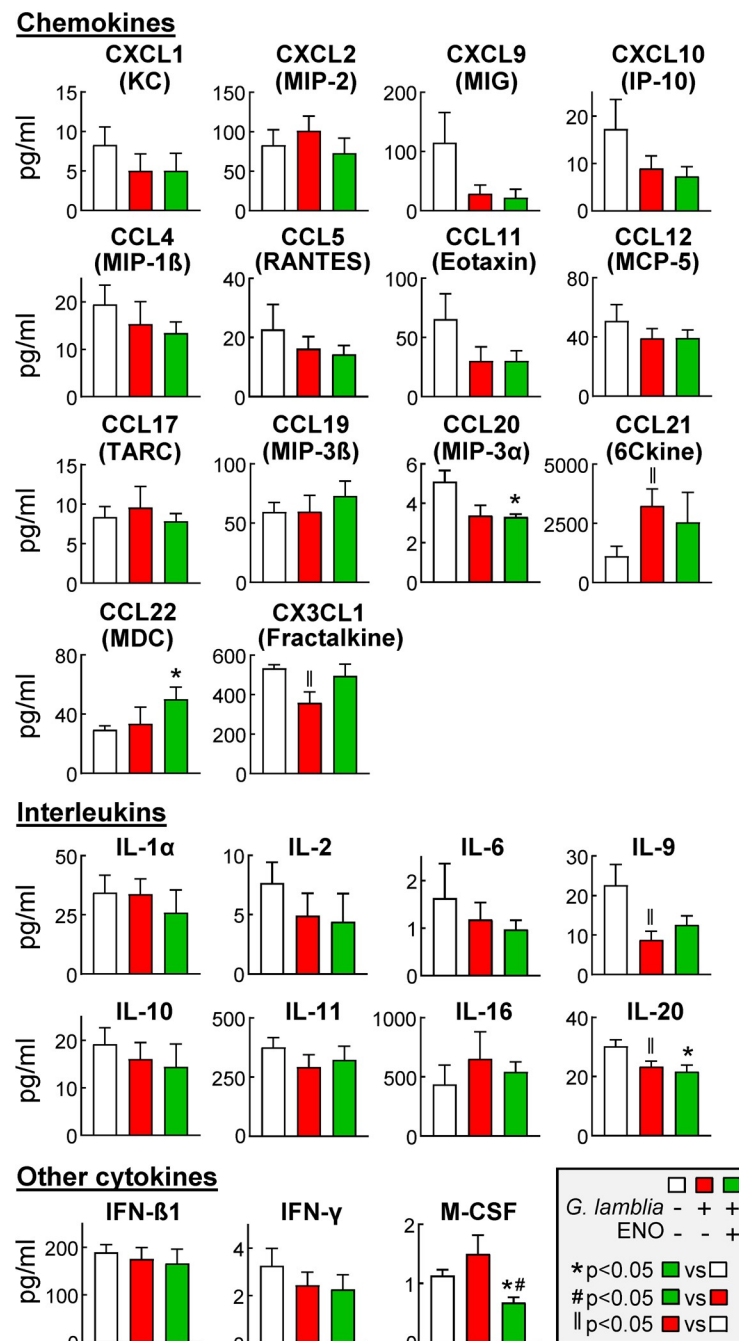 Chemokines
CXCL1 CXCL2 CXCL9 CXCL10
(KC) (MIP-2) (MIG) (IP-10)
pg/ml
15 150 200
20
10 100
100 10
5 50
0 0 0 0
CCL4 CCL5 CCL11 CCL12
(MIP-1ß) (RANTES) (Eotaxin) (MCP-5)
pg/ml
40 100 80
20
20 50 40
10
0 0 0 0
CCL17 CCL19 CCL20 CCL21
(TARC) (MIP-3ß) (MIP-3α) (6Ckine)
pg/ml
15 100 6 5000
‖
10 4 *
50 2500
5 2
0 0 0 0
CCL22 CX3CL1
(MDC) (Fractalkine)
pg/ml
80 600
* ‖
400
40
200
0 0
Interleukins
IL-1α IL-2 IL-6 IL-9
pg/ml
50 10 30
2
20
25 5 ‖
1 10
0 0 0 0
IL-10 IL-11 IL-16 IL-20
pg/ml
500 1000 40
20 ‖ *
250 500 20
10
0 0 0 0
Other cytokines
IFN-ß1 IFN-γ M-CSF
pg/ml
2
200 4
*#
100 2 1
0 0 0
G. lamblia - + +
ENO - - +
*p<0.05 vs
#p<0.05 vs
‖p<0.05 vs